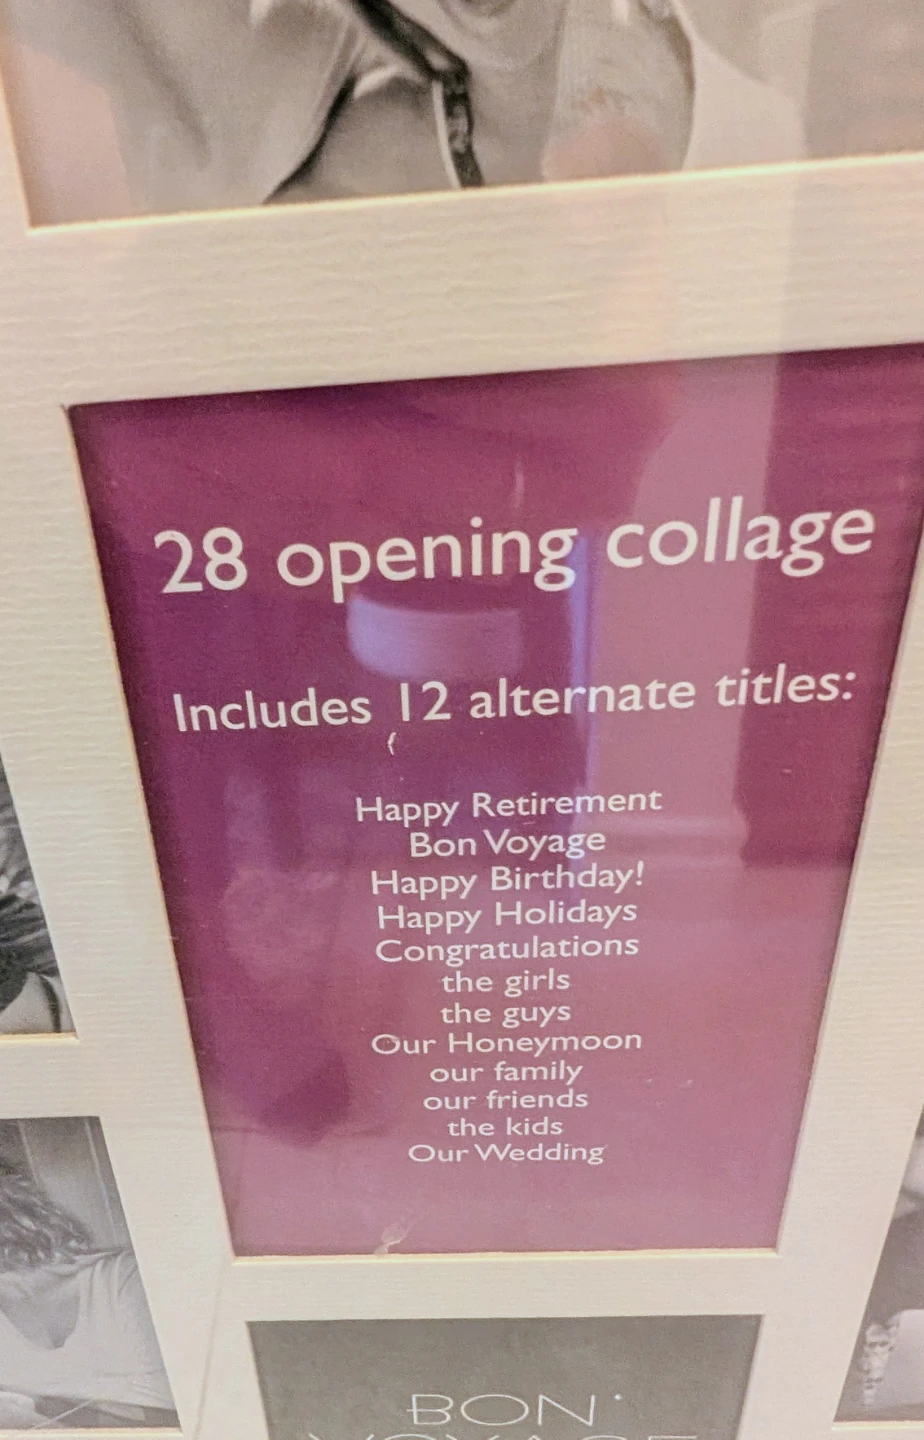 28 opening collage
Includes 12 alternate titles:
Happy Retirement
Bon Voyage
Happy Birthday!
Happy Holidays
Congratulations
the girls
the guys
Our Honeymoon
our family
our friends
the kids
Our Wedding
BON
VOYAGE